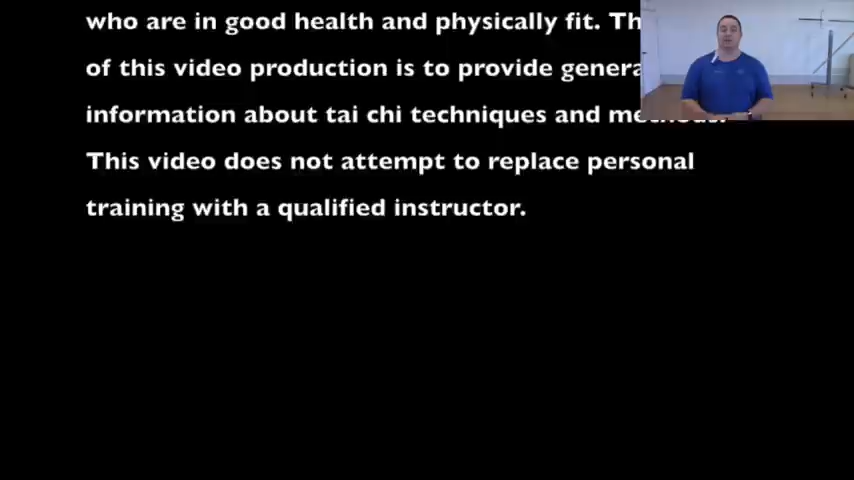 who are in good health and physically fit. Th
of this video production is to provide genera
information about tai chi techniques and methods.
This video does not attempt to replace personal
training with a qualified instructor.